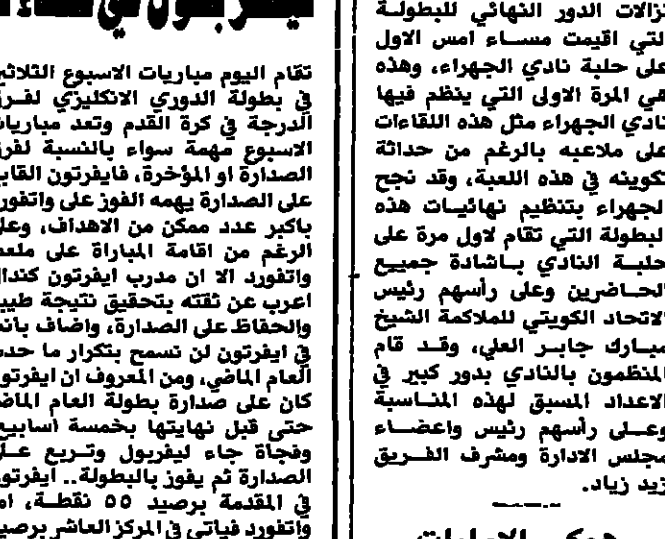 نزالات الدور النهائي للبطولة
التي اقيمت مساء امس الاول
على حلبة نادي الجهراء، وهذه
هي المرة الاولى التي ينظم فيها
نادي الجهراء مثل هذه اللقاءات
على ملاعبه بالرغم من حداثة
تكوينه في هذه اللعبة، وقد نجح
الجهراء بتنظيم نهائيات هذه
البطولة التي تقام لاول مرة على
حلبة النادي باشادة جميع
الحاضرين وعلى رأسهم رئيس
الاتحاد الكويتي للملاكمة الشيخ
مبارك جابر العلي، وقد قام
المنظمون بالنادي بدور كبير في
الاعداد المسبق لهذه المناسبة
وعلى رأسهم رئيس واعضاء
مجلس الادارة ومشرف الفريق
زيد زياد.
تقام اليوم مباريات الاسبوع الثلاثين
في بطولة الدوري الانكليزي لفرق
الدرجة في كرة القدم وتعد مباريات
الاسبوع مهمة سواء بالنسبة لفرق
الصدارة او المؤخرة، فايفرتون القابع
على الصدارة يهمه الفوز على واتفورد
باكبر عدد ممكن من الاهداف، وعلى
الرغم من اقامة المباراة على ملعب
واتفورد الا ان مدرب ايفرتون كندال
اعرب عن ثقته بتحقيق نتيجة طيبة
والحفاظ على الصدارة، واضاف بأننا
في ايفرتون لن نسمح بتكرار ما حدث
العام الماضي، ومن المعروف ان ايفرتون
كان على صدارة بطولة العام الماضي
حتى قبل نهايتها بخمسة اسابيع
وفجأة جاء ليفربول وتربع على
الصدارة ثم يفوز بالبطولة.. ايفرتون
في المقدمة برصيد ٥٥ نقطة، اما
واتفورد فياتي في المركز العاشر برصيد